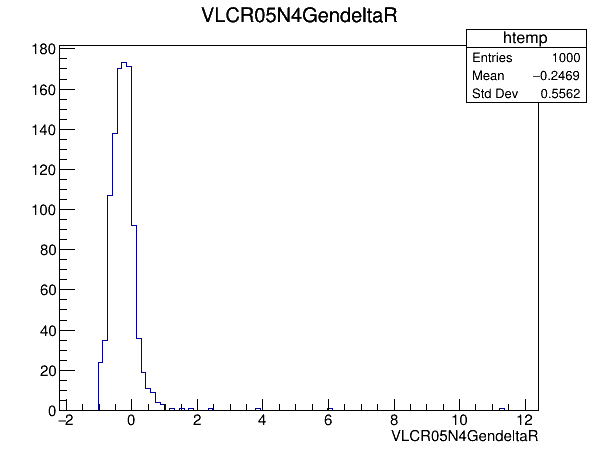 VLCR05N4GendeltaR
htemp
Entries 1000
Mean −0.2469
Std Dev 0.5562
180
160
140
120
100
80
60
40
20
0
−2 0 2 4 6 8 10 12
VLCR05N4GendeltaR